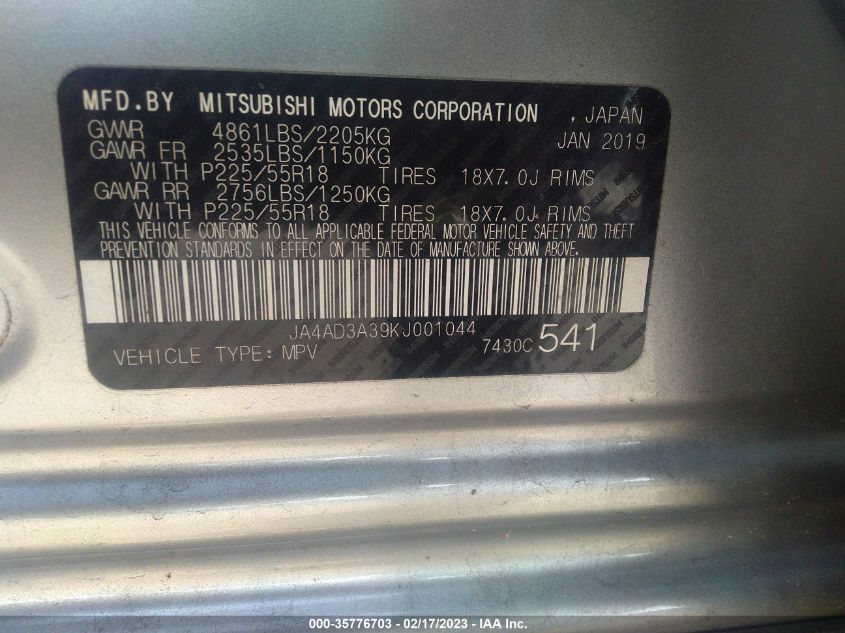 MFD.BY MITSUBISHI MOTORS CORPORATION , JAPAN
GVWR 4861LBS/2205KG JAN 2019
GAWR FR 2535LBS/1150KG
WITH P225/55R18 TIRES 18X7.0J RIMS
GAWR RR 2756LBS/1250KG
WITH P225/55R18 TIRES 18X7.0J RIMS
THIS VEHICLE CONFORMS TO ALL APPLICABLE FEDERAL MOTOR VEHICLE SAFETY AND THEFT
PREVENTION STANDARDS IN EFFECT ON THE DATE OF MANUFACTURE SHOWN ABOVE.
JA4AD3A39KJ001044
VEHICLE TYPE: MPV 7430C 541
000-35776703 - 02/17/2023 - © IAA Inc.